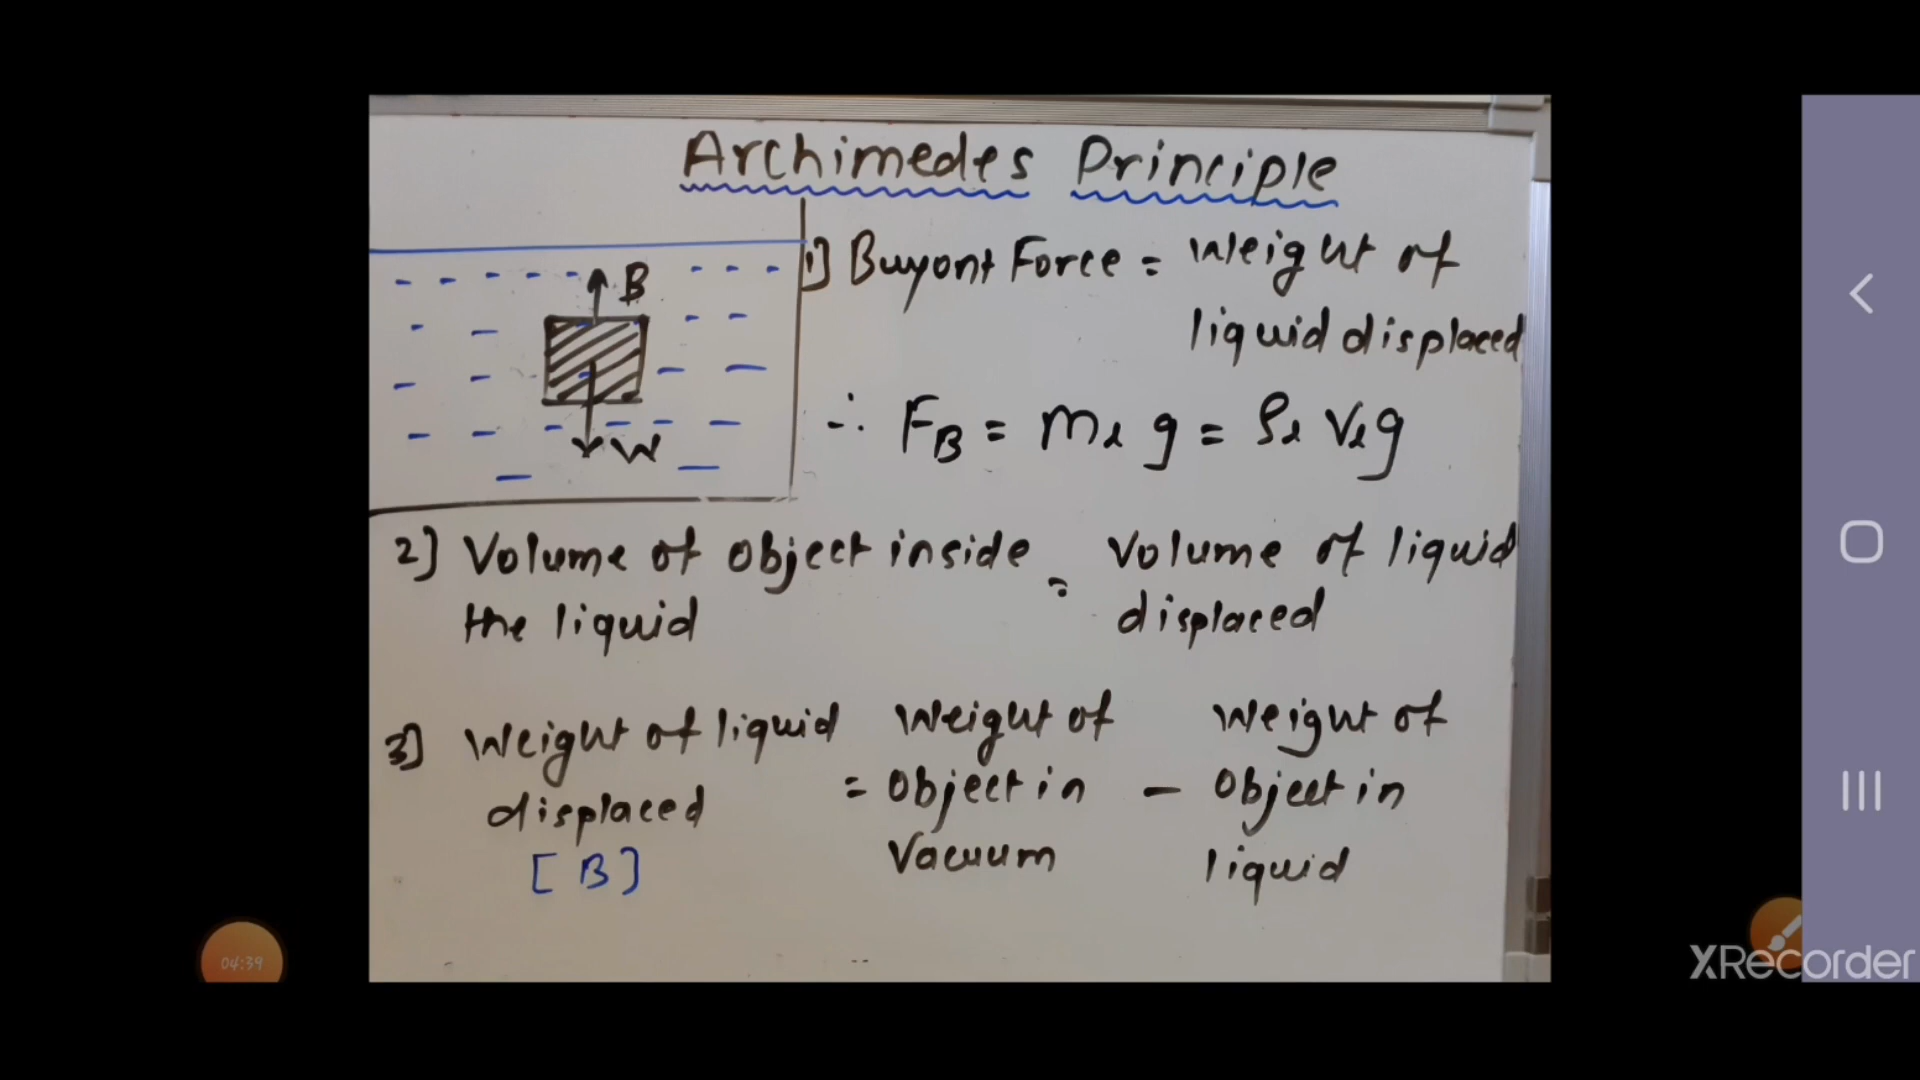 Archimedes Principle
B
W
1] Buyont Force = Weight of
liquid displaced
∴ FB = mℓ g = ρℓ Vℓ g
2] Volume of object inside = Volume of liquid
the liquid displaced
3] Weight of liquid = Weight of — Weight of
displaced Object in Object in
[B] Vacuum liquid
04:39
XRecorder